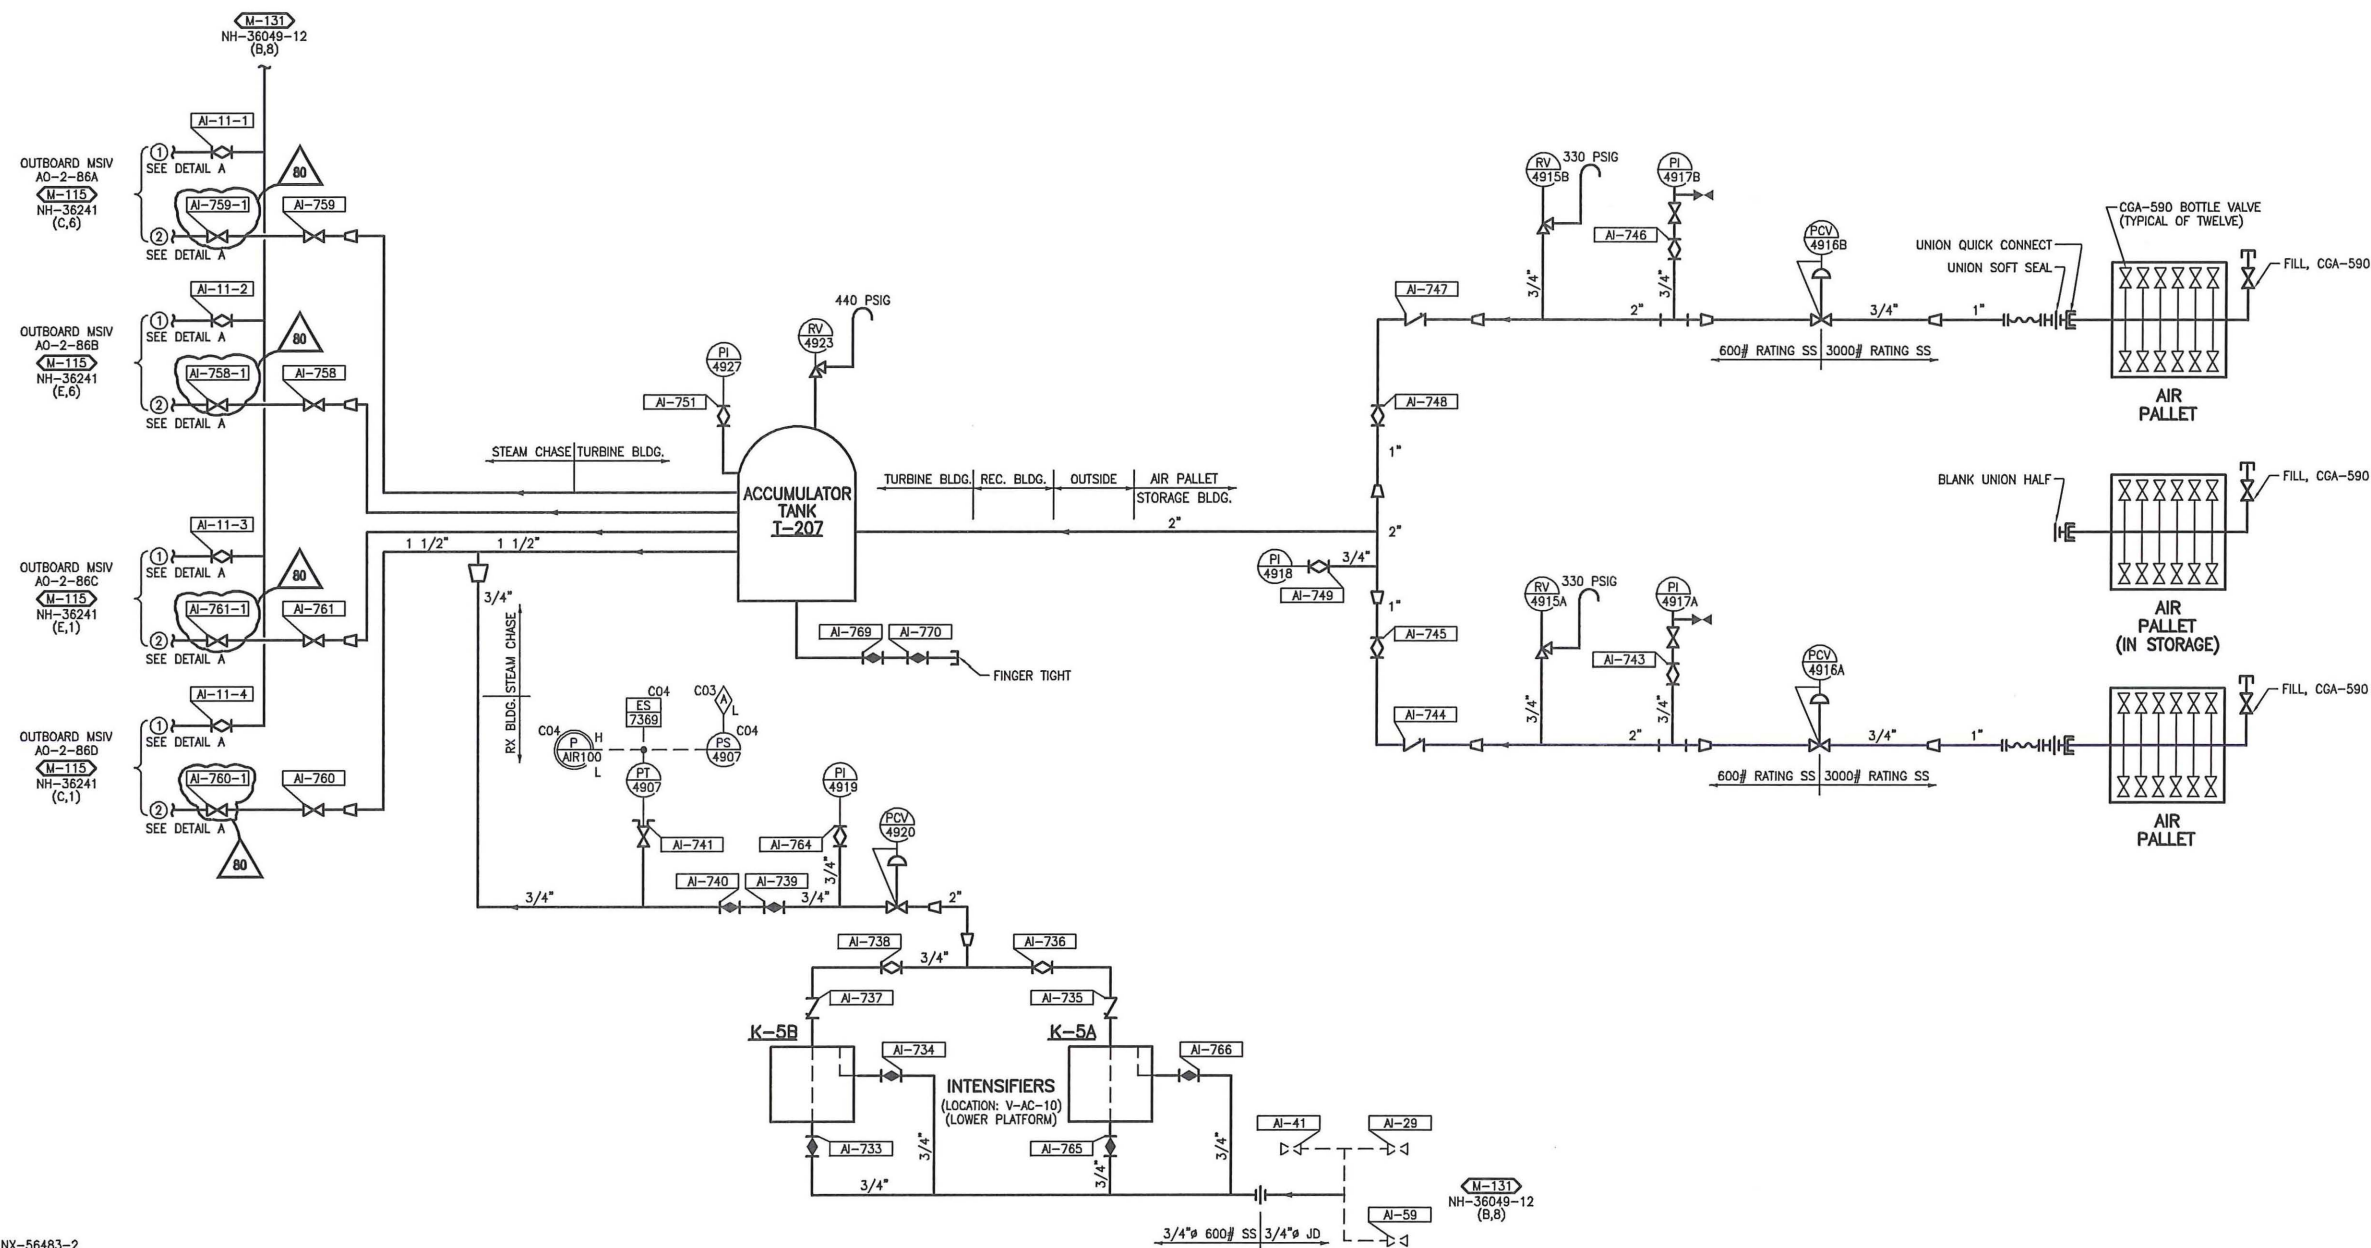 M-131
NH-36049-12
(B,8)
AI-11-1
OUTBOARD MSIV
AO-2-86A
M-115
NH-36241
(C,6)
1
SEE DETAIL A
80
AI-759-1
AI-759
2
SEE DETAIL A
AI-11-2
OUTBOARD MSIV
AO-2-86B
M-115
NH-36241
(E,6)
1
SEE DETAIL A
80
AI-758-1
AI-758
2
SEE DETAIL A
AI-11-3
OUTBOARD MSIV
AO-2-86C
M-115
NH-36241
(E,1)
1
SEE DETAIL A
80
AI-761-1
AI-761
2
SEE DETAIL A
AI-11-4
OUTBOARD MSIV
AO-2-86D
M-115
NH-36241
(C,1)
1
SEE DETAIL A
AI-760-1
AI-760
2
SEE DETAIL A
80
STEAM CHASE
TURBINE BLDG.
1 1/2"
1 1/2"
3/4"
RX BLDG.
STEAM CHASE
PI
4927
AI-751
RV
4923
440 PSIG
ACCUMULATOR
TANK
T-207
AI-769
AI-770
FINGER TIGHT
TURBINE BLDG.
REC. BLDG.
OUTSIDE
AIR PALLET
STORAGE BLDG.
2"
2"
PI
4918
3/4"
AI-749
1"
AI-748
AI-747
1"
AI-745
AI-744
RV
4915B
330 PSIG
PI
4917B
AI-746
3/4"
3/4"
2"
PCV
4916B
3/4"
1"
600# RATING SS
3000# RATING SS
UNION QUICK CONNECT
UNION SOFT SEAL
CGA-590 BOTTLE VALVE
(TYPICAL OF TWELVE)
FILL, CGA-590
AIR
PALLET
BLANK UNION HALF
FILL, CGA-590
AIR
PALLET
(IN STORAGE)
RV
4915A
330 PSIG
PI
4917A
AI-743
3/4"
3/4"
2"
PCV
4916A
3/4"
1"
600# RATING SS
3000# RATING SS
FILL, CGA-590
AIR
PALLET
C04
ES
7369
C03
A
L
C04
P
AIR100
H
L
PS
4907
C04
PT
4907
AI-741
PI
4919
AI-764
3/4"
PCV
4920
AI-740
AI-739
3/4"
3/4"
2"
AI-738
AI-736
3/4"
AI-737
AI-735
K-5B
K-5A
AI-734
AI-766
INTENSIFIERS
(LOCATION: V-AC-10)
(LOWER PLATFORM)
AI-733
3/4"
AI-765
3/4"
3/4"
3/4"
AI-41
AI-29
AI-59
M-131
NH-36049-12
(B,8)
3/4"ø 600# SS
3/4"ø JD
NX-56483-2